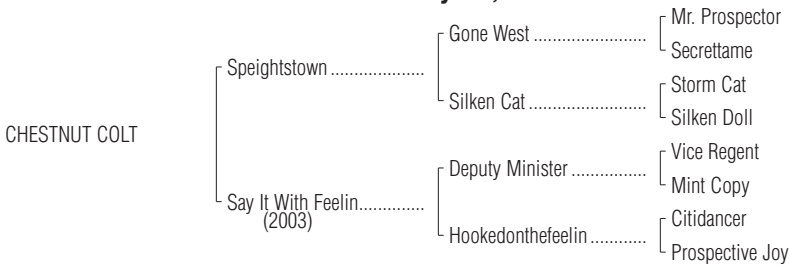 Mr. Prospector
Gone West ....................
Secrettame
Speightstown ....................
Storm Cat
Silken Cat ....................
Silken Doll
CHESTNUT COLT
Vice Regent
Deputy Minister ................
Mint Copy
Say It With Feelin..............
(2003)
Citidancer
Hookedonthefeelin ............
Prospective Joy